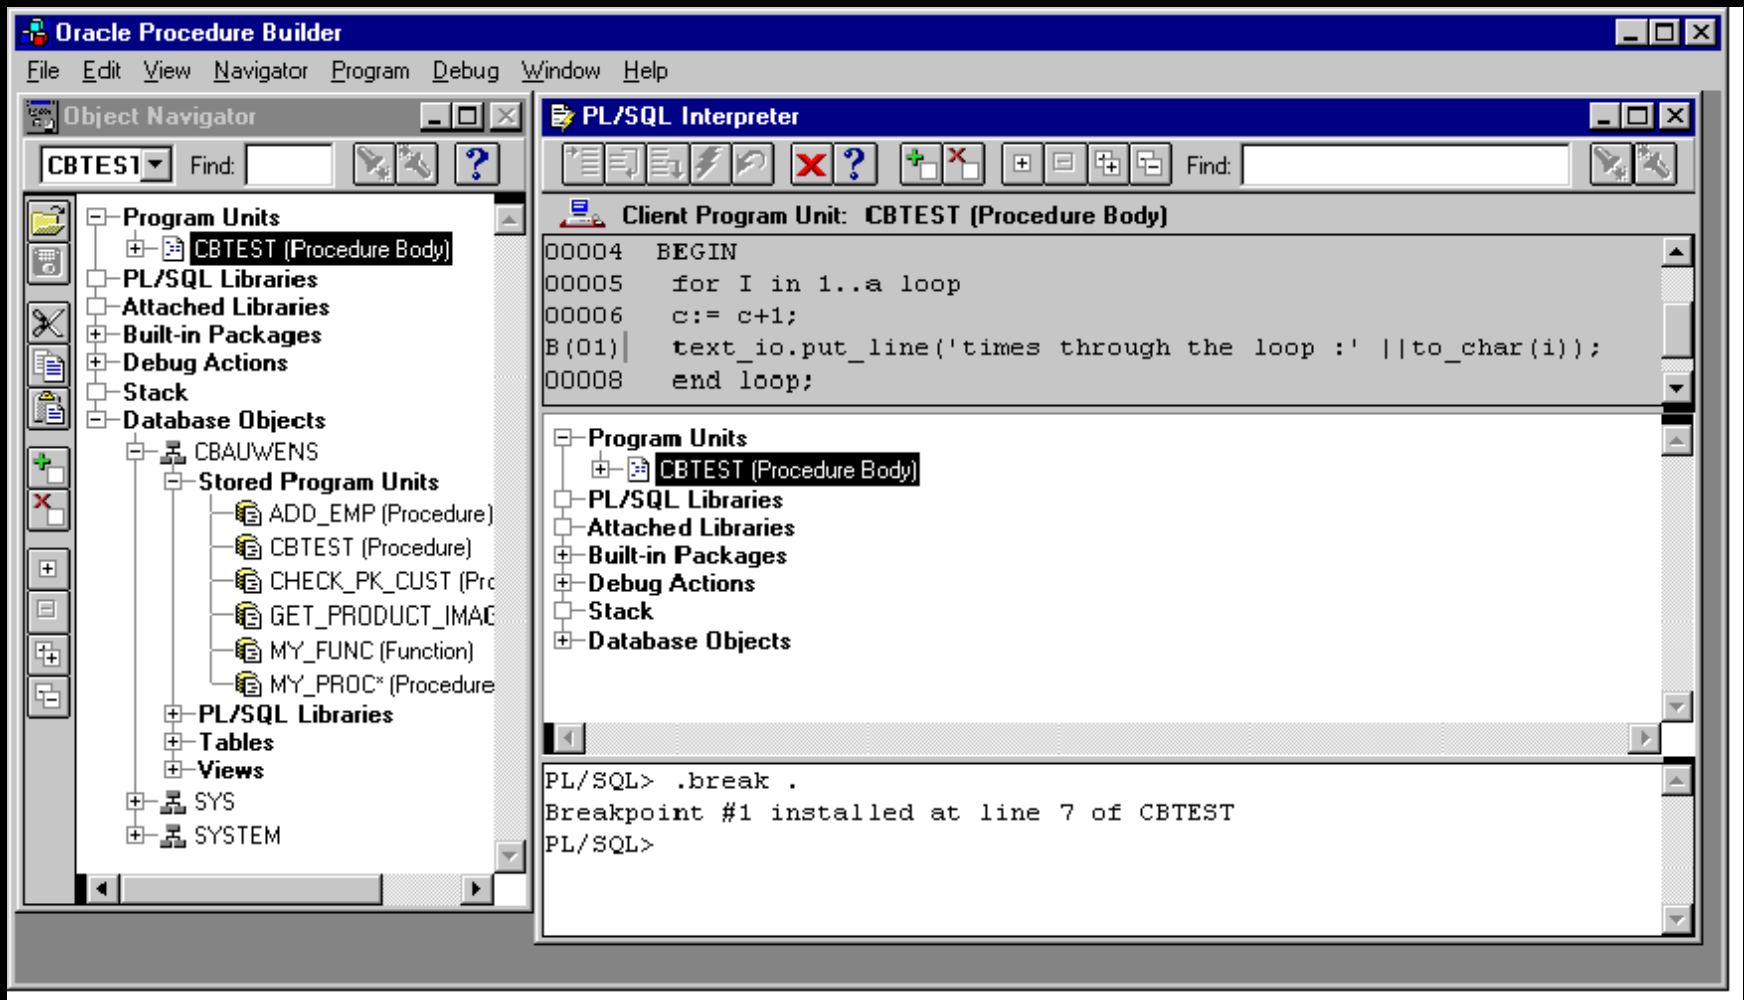 Oracle Procedure Builder
File Edit View Navigator Program Debug Window Help
Object Navigator
CBTEST Find:
Program Units
CBTEST (Procedure Body)
PL/SQL Libraries
Attached Libraries
Built-in Packages
Debug Actions
Stack
Database Objects
CBAUWENS
Stored Program Units
ADD_EMP (Procedure)
CBTEST (Procedure)
CHECK_PK_CUST (Prc
GET_PRODUCT_IMAG
MY_FUNC (Function)
MY_PROC* (Procedure
PL/SQL Libraries
Tables
Views
SYS
SYSTEM
PL/SQL Interpreter
Find:
Client Program Unit: CBTEST (Procedure Body)
00004 BEGIN
00005 for I in 1..a loop
00006 c:= c+1;
B(01) text_io.put_line('times through the loop :' ||to_char(i));
00008 end loop;
Program Units
CBTEST (Procedure Body)
PL/SQL Libraries
Attached Libraries
Built-in Packages
Debug Actions
Stack
Database Objects
PL/SQL> .break .
Breakpoint #1 installed at line 7 of CBTEST
PL/SQL>